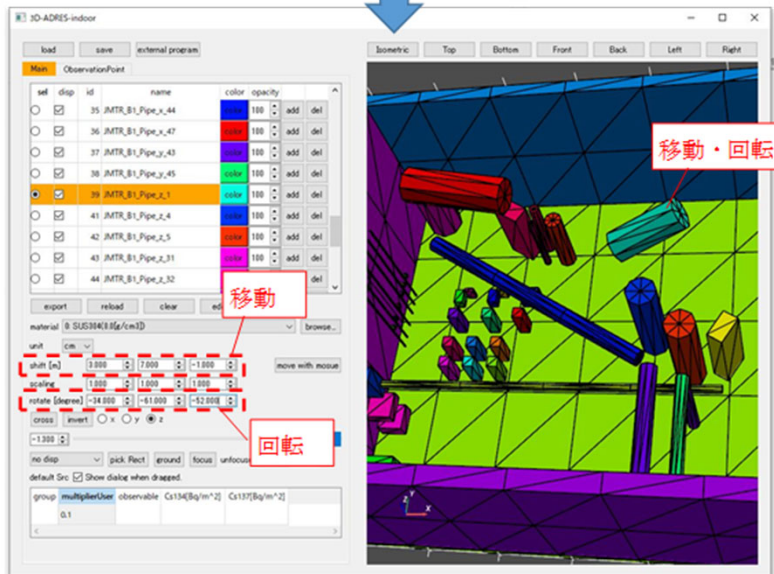 3D-ADRES-indoor
load save external program
Isometric Top Bottom Front Back Left Right
Main ObservationPoint
sel disp id name color opacity
35 JMTR_B1_Pipe_x_44 color 100 add del
36 JMTR_B1_Pipe_x_47 color 100 add del
37 JMTR_B1_Pipe_y_43 color 100 add del
38 JMTR_B1_Pipe_y_45 color 100 add del
39 JMTR_B1_Pipe_z_1 color 100 add del
41 JMTR_B1_Pipe_z_4 color 100 add del
42 JMTR_B1_Pipe_z_5 color 100 add del
43 JMTR_B1_Pipe_z_31 color 100 add del
44 JMTR_B1_Pipe_z_32 del
移動・回転
export reload clear
移動
material 0 SUS304(8.0[g/cm3]) browse...
unit cm
shift [m] 3.000 7.000 -1.000 move with mosue
scaling 1.000 1.000 1.000
rotate [degree] -34.000 -61.000 -52.000
cross invert x y z
回転
-1.300
no disp pick Rect ground focus unfocus
default Src Show dialog when dragged.
group multiplierUser observable Cs134[Bq/m^2] Cs137[Bq/m^2]
0.1
z Y X